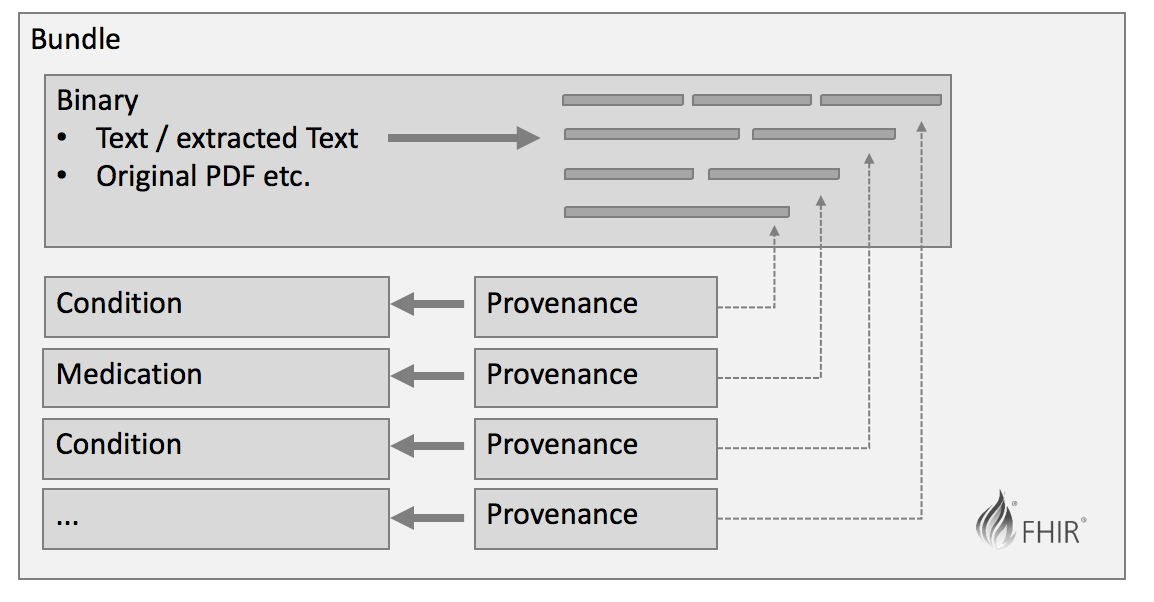 Bundle
Binary
• Text / extracted Text
• Original PDF etc.
Condition
Provenance
Medication
Provenance
Condition
Provenance
...
Provenance
FHIR®